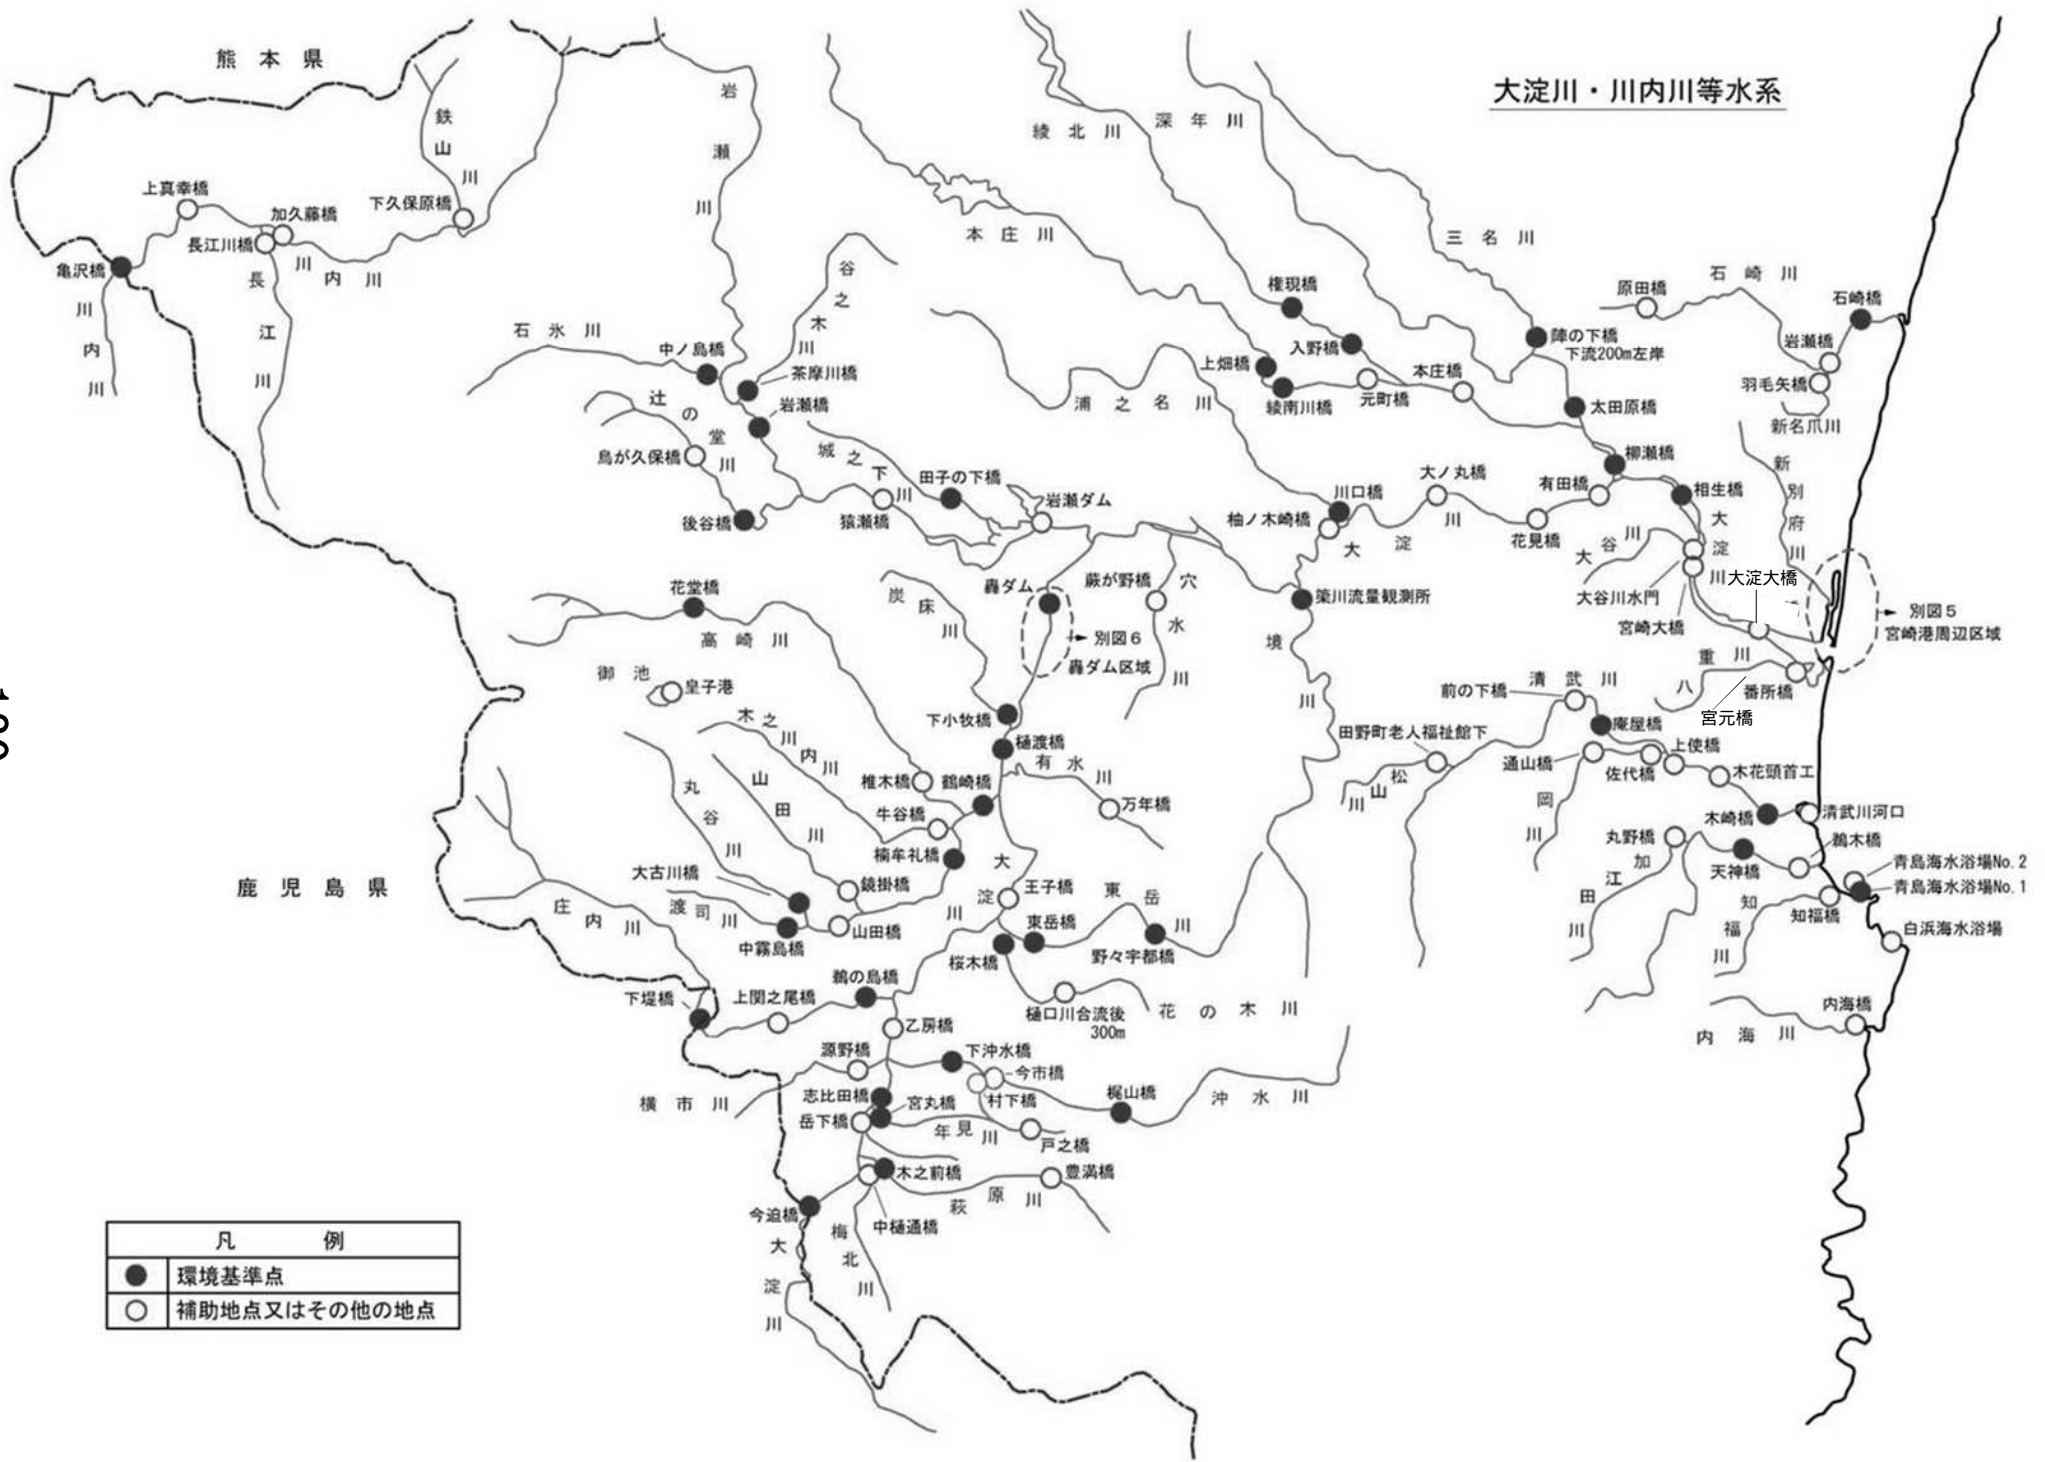 大淀川・川内川等水系
熊本県
鹿児島県
鉄山川
上真幸橋
加久藤橋
下久保原橋
長江川橋
亀沢橋
川内川
長江川
川内川
岩瀬川
谷之木川
石氷川
中ノ島橋
茶摩川橋
岩瀬橋
辻の堂川
烏が久保橋
後谷橋
城之下川
猿瀬橋
田子の下橋
岩瀬ダム
綾北川
深年川
本庄川
三名川
権現橋
入野橋
上畑橋
綾南川橋
元町橋
本庄橋
陣の下橋
下流200m左岸
太田原橋
柳瀬橋
浦之名川
原田橋
石崎川
石崎橋
岩瀬橋
羽毛矢橋
新名爪川
新別府川
川口橋
柚ノ木崎橋
大ノ丸橋
有田橋
花見橋
相生橋
大淀川
大谷川
大淀川
大谷川水門
宮崎大橋
大淀大橋
橋
別図5
宮崎港周辺区域
八重川
番所橋
宮元橋
花堂橋
高崎川
炭床川
轟ダム
蕨が野橋
穴水川
別図6
轟ダム区域
築川流量観測所
境川
御池
皇子港
下小牧橋
樋渡橋
有水川
万年橋
木之川内川
山田川
丸谷川
椎木橋
鶴崎橋
牛谷橋
楠牟礼橋
大古川橋
鏡掛橋
渡司川
中霧島橋
山田橋
庄内川
大淀川
王子橋
東岳橋
東岳川
桜木橋
野々宇都橋
樋口川合流後
300m
花の木川
下堤橋
上関之尾橋
鵜の島橋
乙房橋
源野橋
下沖水橋
今市橋
横市川
志比田橋
宮丸橋
村下橋
梶山橋
沖水川
岳下橋
年見川
戸之橋
木之前橋
豊満橋
萩原川
今迫橋
中樋通橋
梅北川
大淀川
前の下橋
清武川
庵屋橋
田野町老人福祉館下
松山川
通山橋
佐代橋
上使橋
木花頭首工
岡川
木崎橋
清武川河口
丸野橋
加江田川
天神橋
鵜木橋
青島海水浴場No.2
青島海水浴場No.1
知福川
知福橋
白浜海水浴場
内海橋
内海川
凡例
環境基準点
補助地点又はその他の地点